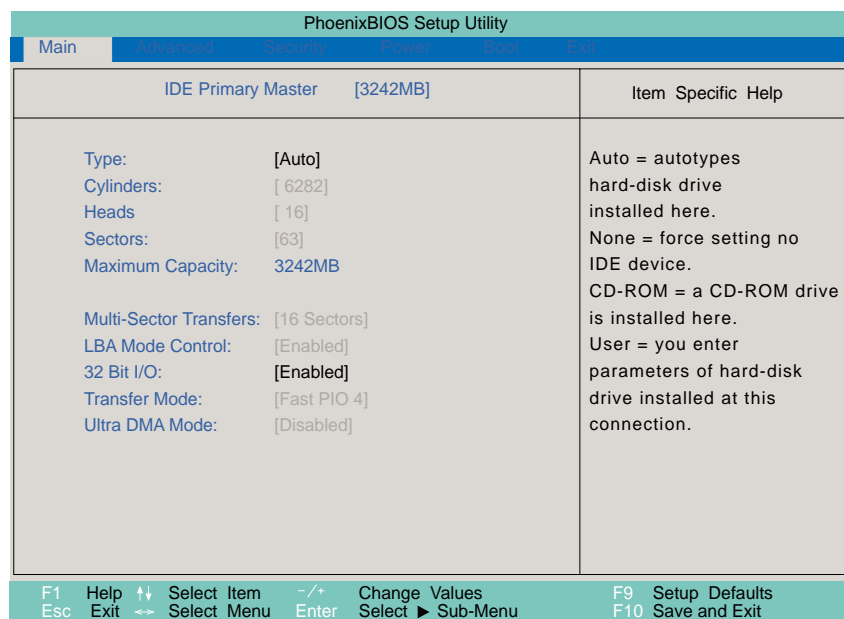 PhoenixBIOS Setup Utility
Main Advanced Security Power Boot Exit
IDE Primary Master [3242MB]
Item Specific Help
Type: [Auto]
Cylinders: [ 6282]
Heads [ 16]
Sectors: [63]
Maximum Capacity: 3242MB
Multi-Sector Transfers: [16 Sectors]
LBA Mode Control: [Enabled]
32 Bit I/O: [Enabled]
Transfer Mode: [Fast PIO 4]
Ultra DMA Mode: [Disabled]
Auto = autotypes
hard-disk drive
installed here.
None = force setting no
IDE device.
CD-ROM = a CD-ROM drive
is installed here.
User = you enter
parameters of hard-disk
drive installed at this
connection.
F1 Help ↑↓ Select Item -/+ Change Values F9 Setup Defaults
Esc Exit ↔ Select Menu Enter Select ▶ Sub-Menu F10 Save and Exit